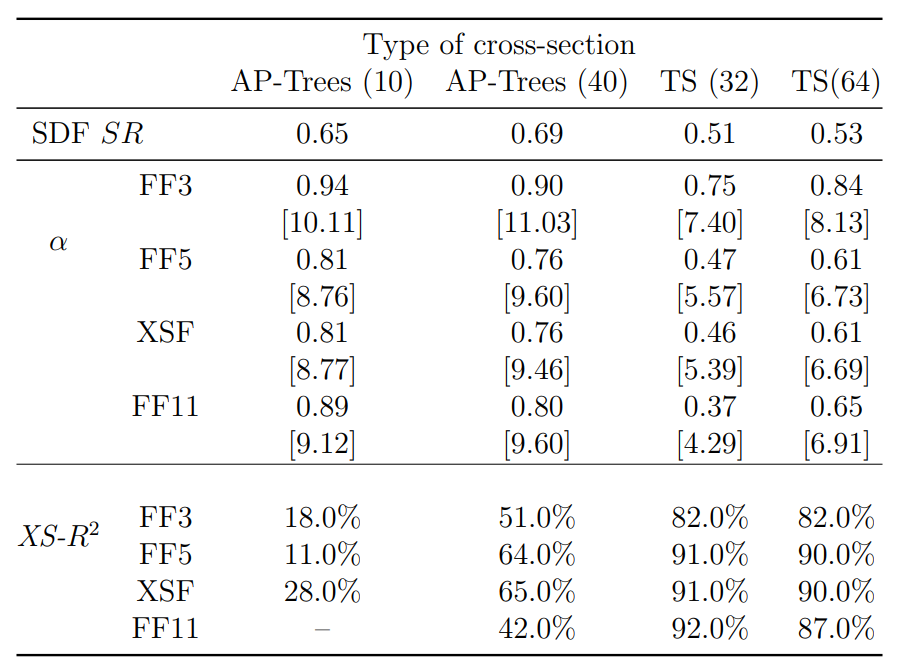 Type of cross-section
AP-Trees (10) AP-Trees (40) TS (32) TS(64)
SDF SR 0.65 0.69 0.51 0.53
FF3 0.94 0.90 0.75 0.84
[10.11] [11.03] [7.40] [8.13]
α
FF5 0.81 0.76 0.47 0.61
[8.76] [9.60] [5.57] [6.73]
XSF 0.81 0.76 0.46 0.61
[8.77] [9.46] [5.39] [6.69]
FF11 0.89 0.80 0.37 0.65
[9.12] [9.60] [4.29] [6.91]
FF3 18.0% 51.0% 82.0% 82.0%
XS-R²
FF5 11.0% 64.0% 91.0% 90.0%
XSF 28.0% 65.0% 91.0% 90.0%
FF11 – 42.0% 92.0% 87.0%